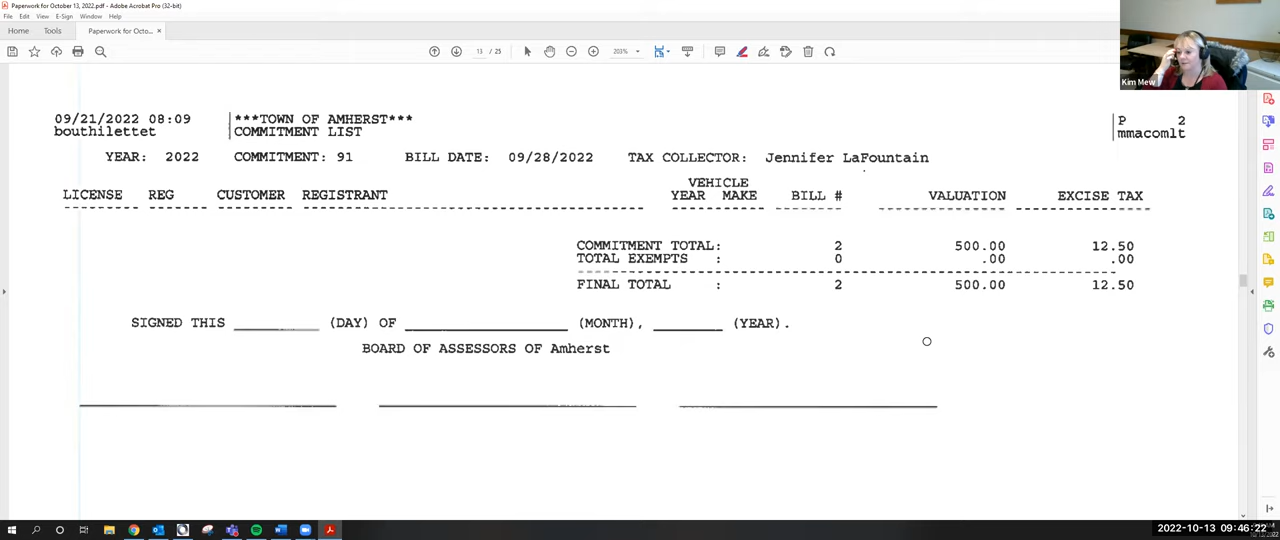 Paperwork for October 13, 2022.pdf - Adobe Acrobat Pro (32-bit)
File Edit View E-Sign Window Help
Home Tools Paperwork for Octo... ×
13 / 25 203%
Kim Mew
09/21/2022 08:09 ***TOWN OF AMHERST*** P 2
bouthilettet COMMITMENT LIST mmacomlt
YEAR: 2022 COMMITMENT: 91 BILL DATE: 09/28/2022 TAX COLLECTOR: Jennifer LaFountain
VEHICLE
LICENSE REG CUSTOMER REGISTRANT YEAR MAKE BILL # VALUATION EXCISE TAX
COMMITMENT TOTAL: 2 500.00 12.50
TOTAL EXEMPTS : 0 .00 .00
FINAL TOTAL : 2 500.00 12.50
SIGNED THIS ________ (DAY) OF ________________ (MONTH), _______ (YEAR).
BOARD OF ASSESSORS OF Amherst
2022-10-13 09:46:22